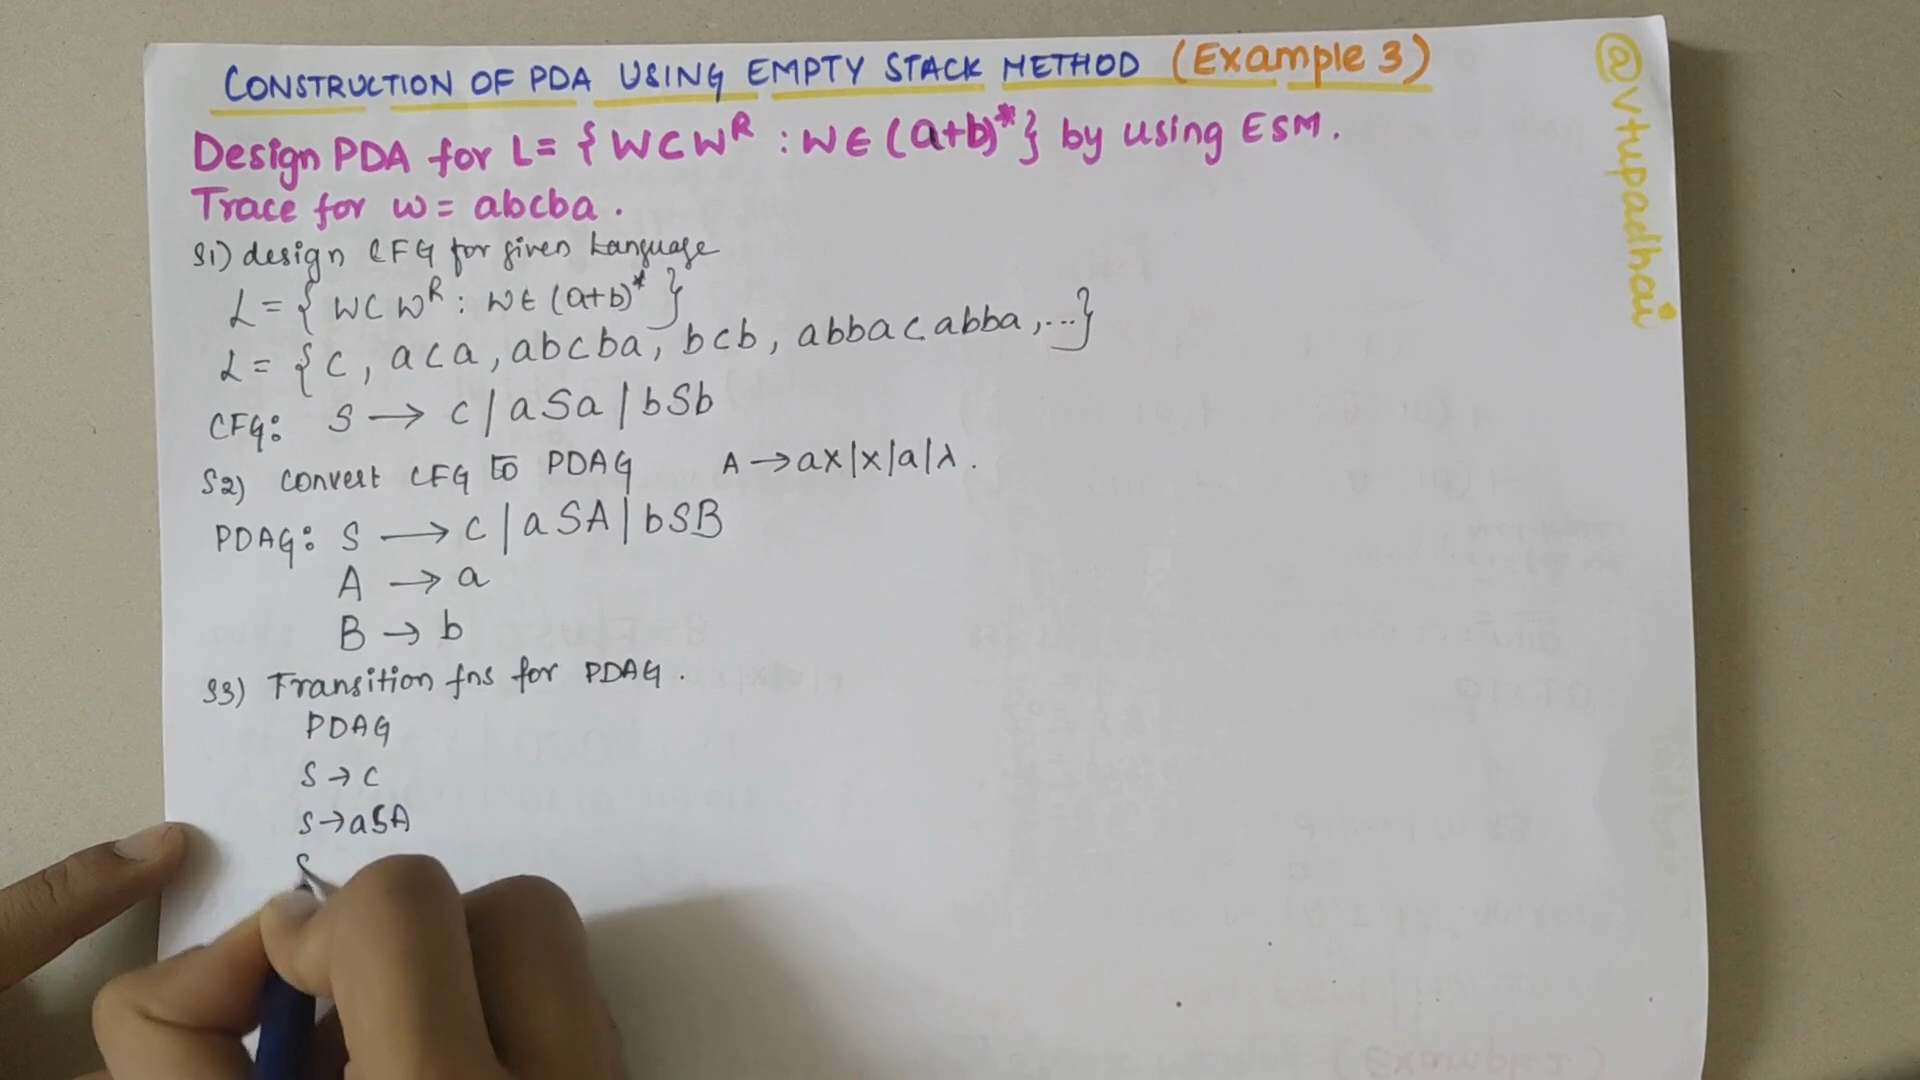 CONSTRUCTION OF PDA USING EMPTY STACK METHOD (Example 3)
Design PDA for L= { WCW^R : W∈(a+b)^* } by using ESM.
Trace for w= abcba.
S1) design CFG for given Language
L= { WCW^R : W∈(a+b)^* }
L= {c, aca, abcba, bcb, abbacabba,...}
CFG: S → c | aSa | bSb
S2) convert CFG to PDAG A→ax|x|a|λ.
PDAG: S → c | aSA | bSB
A → a
B → b
S3) Transition fns for PDAG.
PDAG
S→c
S→aSA
S
@vtupadhai